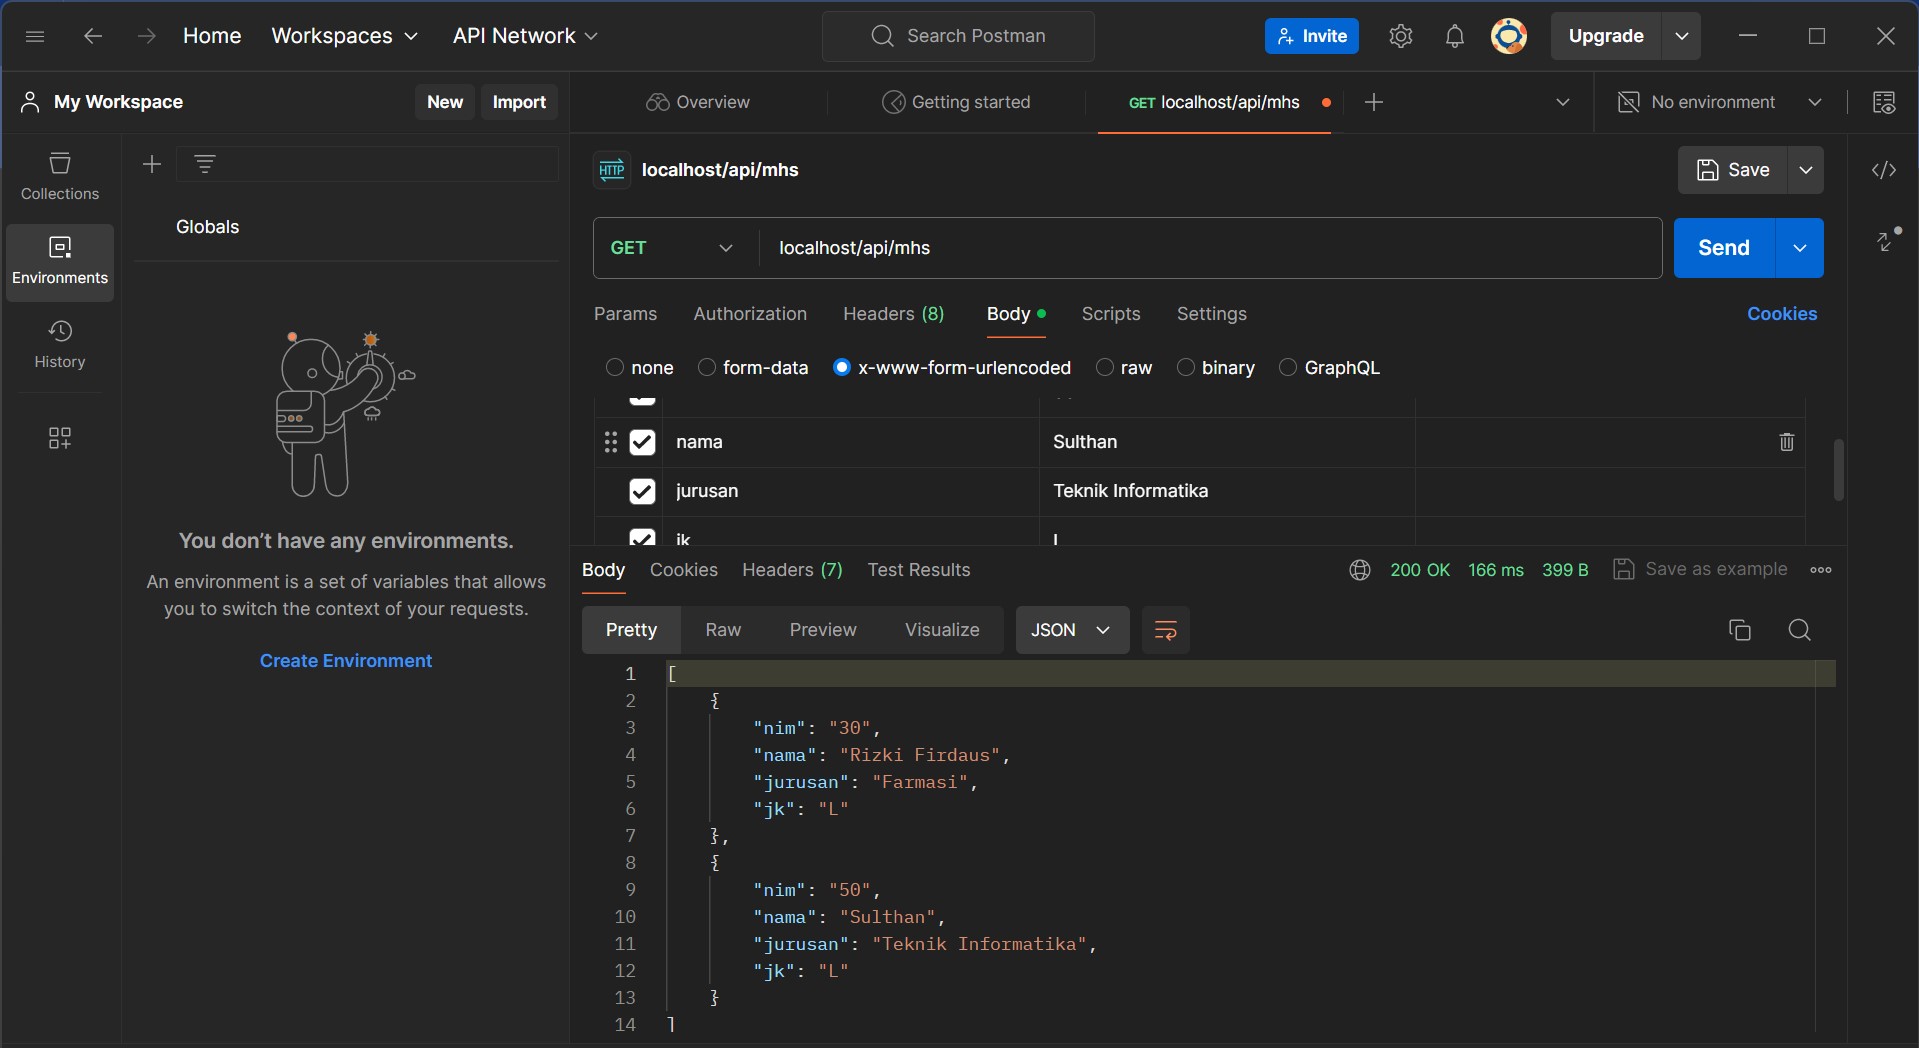 Home Workspaces API Network Search Postman Invite Upgrade
My Workspace New Import Overview Getting started GET localhost/api/mhs No environment
Collections
Environments
History
Globals
You don't have any environments.
An environment is a set of variables that allows
you to switch the context of your requests.
Create Environment
HTTP localhost/api/mhs Save
GET localhost/api/mhs Send
Params Authorization Headers (8) Body Scripts Settings Cookies
none form-data x-www-form-urlencoded raw binary GraphQL
nama Sulthan
jurusan Teknik Informatika
jk L
Body Cookies Headers (7) Test Results 200 OK 166 ms 399 B Save as example
Pretty Raw Preview Visualize JSON
1 [
2 {
3 "nim": "30",
4 "nama": "Rizki Firdaus",
5 "jurusan": "Farmasi",
6 "jk": "L"
7 },
8 {
9 "nim": "50",
10 "nama": "Sulthan",
11 "jurusan": "Teknik Informatika",
12 "jk": "L"
13 }
14 ]